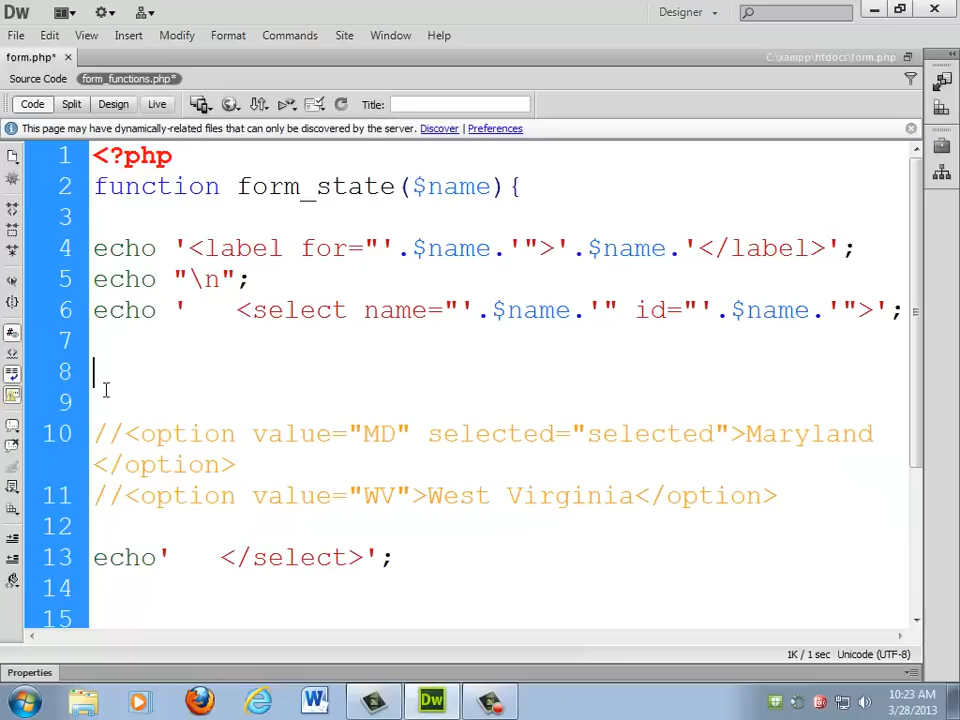 Dw
Designer
File Edit View Insert Modify Format Commands Site Window Help
form.php* C:\xampp\htdocs\form.php
Source Code form_functions.php*
Code Split Design Live Title:
This page may have dynamically-related files that can only be discovered by the server. Discover | Preferences
1 <?php
2 function form_state($name){
3
4 echo '<label for="'.$name.'">'.$name.'</label>';
5 echo "\n";
6 echo '   <select name="'.$name.'" id="'.$name.'">';
7
8
9
10 //<option value="MD" selected="selected">Maryland
</option>
11 //<option value="WV">West Virginia</option>
12
13 echo'   </select>';
14
15
1K / 1 sec Unicode (UTF-8)
Properties
W Dw
10:23 AM
3/28/2013